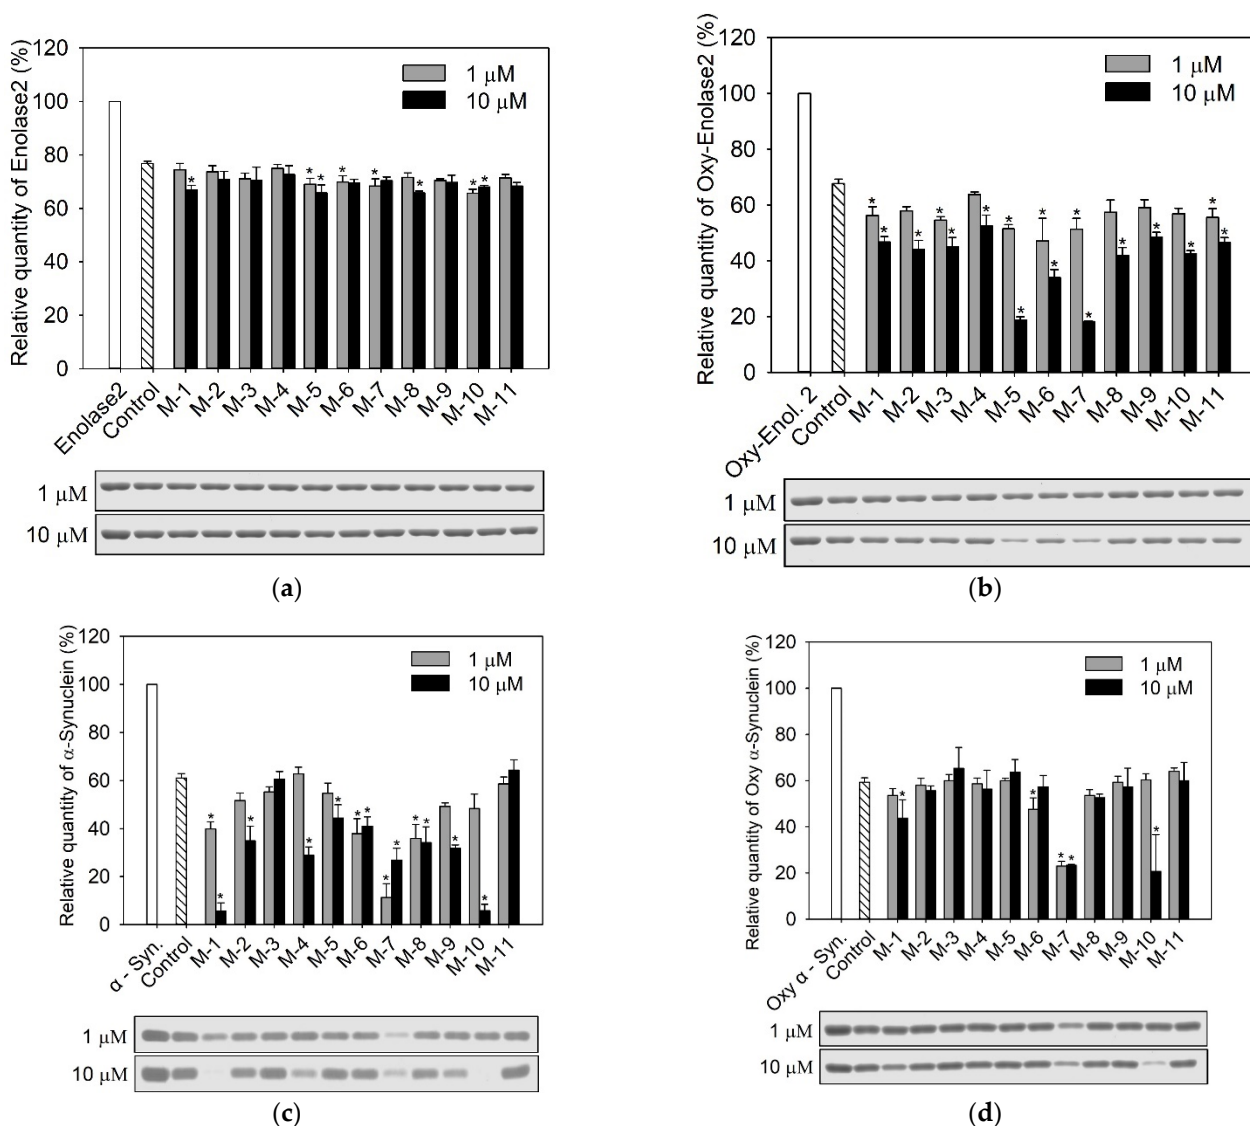 Relative quantity of Enolase2 (%)
120
100
80
60
40
20
0
1 μM
10 μM
* * * * * * * *
Enolase2 Control M-1 M-2 M-3 M-4 M-5 M-6 M-7 M-8 M-9 M-10 M-11
1 μM
10 μM
(a)
Relative quantity of Oxy-Enolase2 (%)
120
100
80
60
40
20
0
1 μM
10 μM
* * * * * * * * * * * * * * * * *
Oxy-Enol. 2 Control M-1 M-2 M-3 M-4 M-5 M-6 M-7 M-8 M-9 M-10 M-11
1 μM
10 μM
(b)
Relative quantity of α-Synuclein (%)
120
100
80
60
40
20
0
1 μM
10 μM
* * * * * * * * * * * * *
α - Syn. Control M-1 M-2 M-3 M-4 M-5 M-6 M-7 M-8 M-9 M-10 M-11
1 μM
10 μM
(c)
Relative quantity of Oxy α-Synuclein (%)
120
100
80
60
40
20
0
1 μM
10 μM
* * * * *
Oxy α - Syn. Control M-1 M-2 M-3 M-4 M-5 M-6 M-7 M-8 M-9 M-10 M-11
1 μM
10 μM
(d)